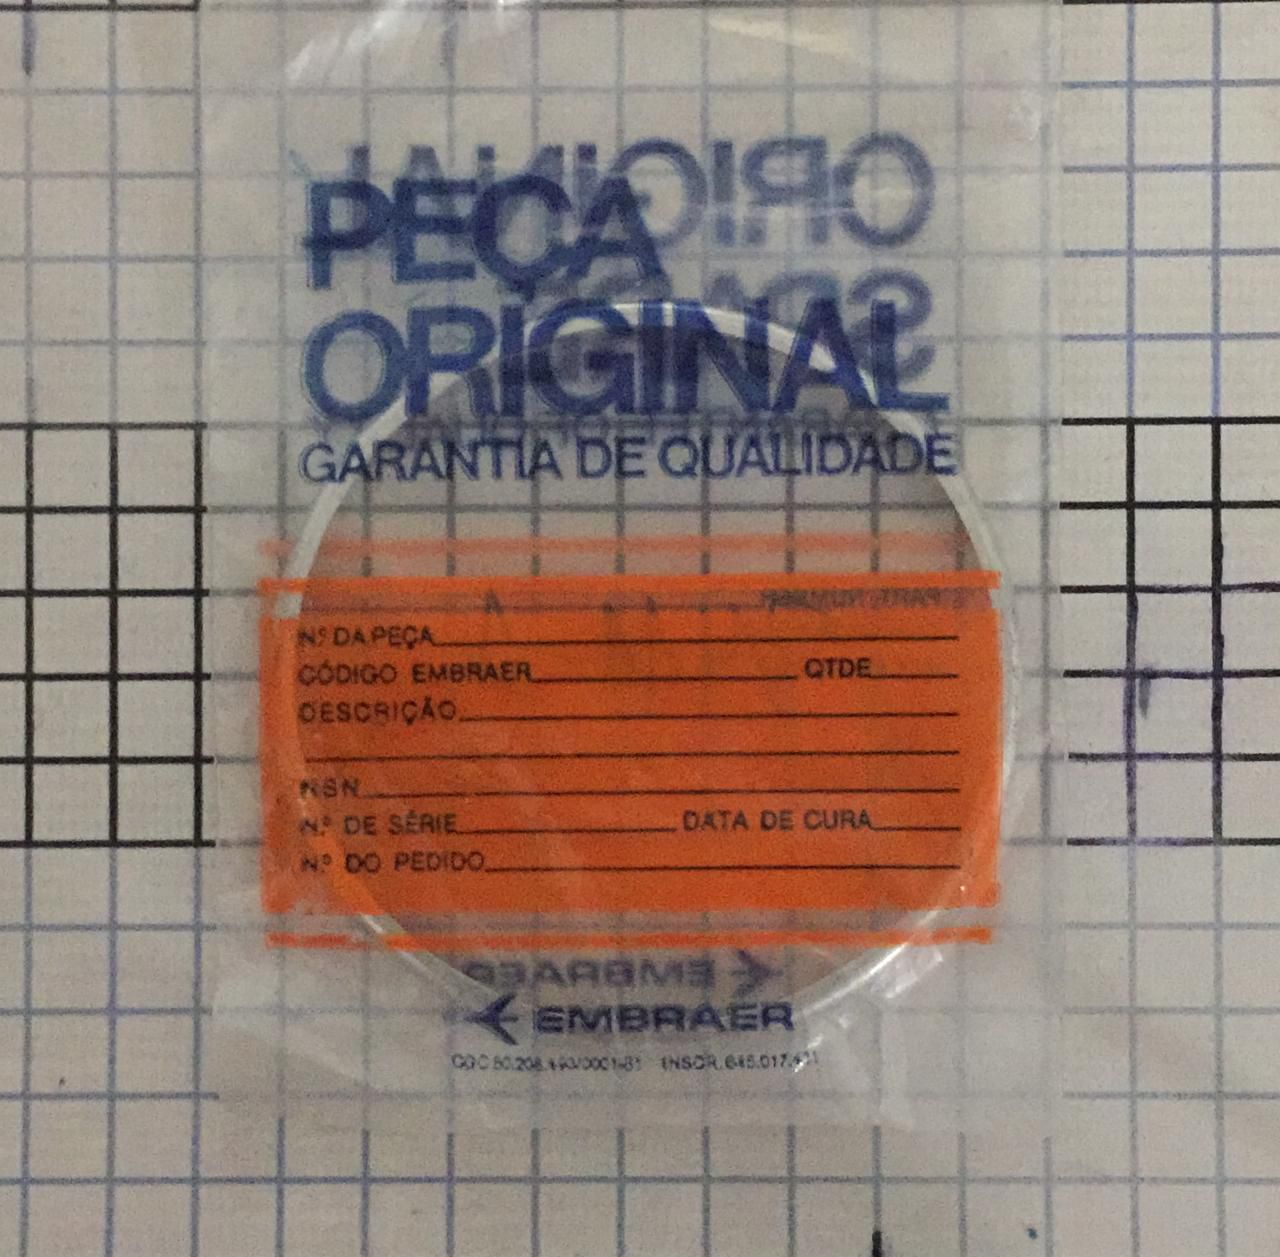 PEÇA
ORIGINAL
GARANTIA DE QUALIDADE
Nº DA PEÇA
CÓDIGO EMBRAER QTDE
DESCRIÇÃO
NSN
Nº DE SÉRIE DATA DE CURA
Nº DO PEDIDO
EMBRAER
INSCR.